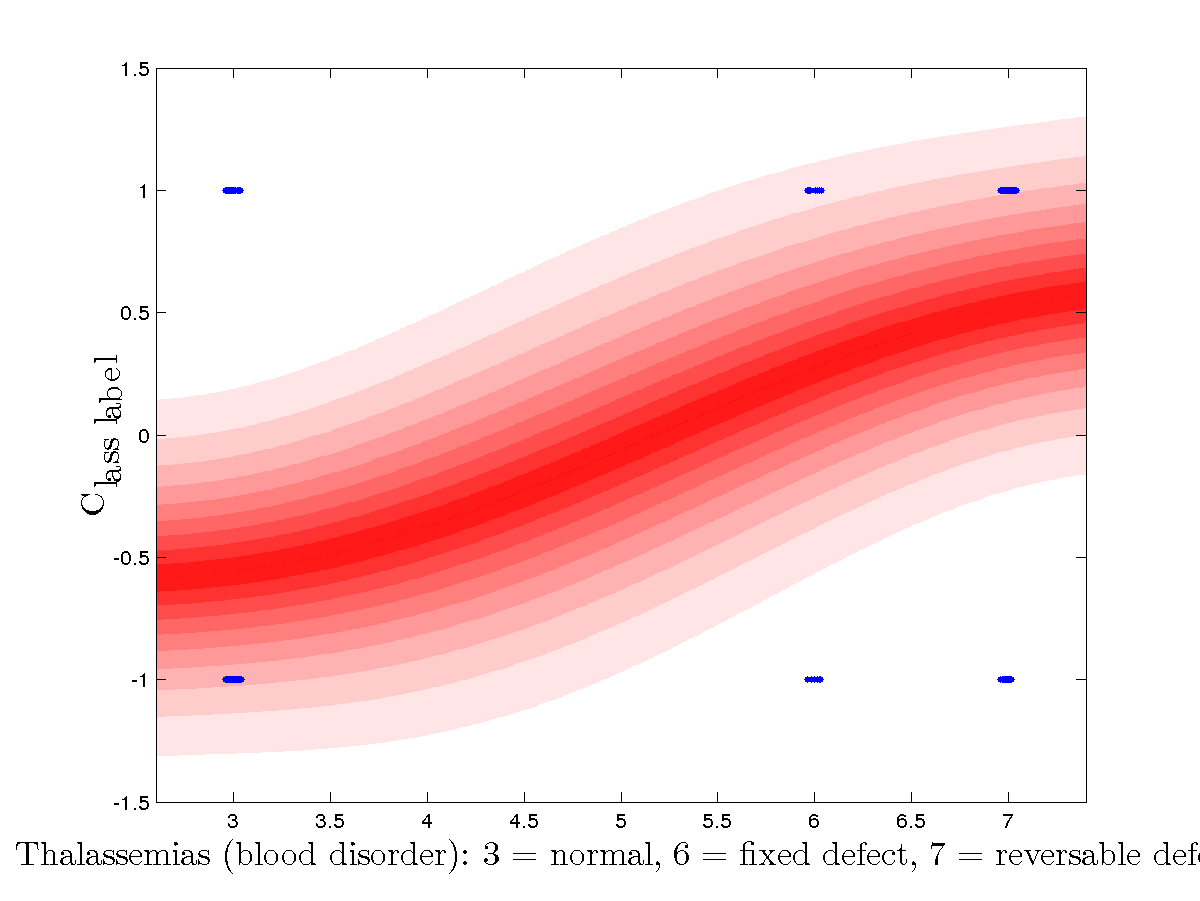 1.5
1
0.5
0
-0.5
-1
-1.5
Class label
3 3.5 4 4.5 5 5.5 6 6.5 7
Thalassemias (blood disorder): 3 = normal, 6 = fixed defect, 7 = reversable defe